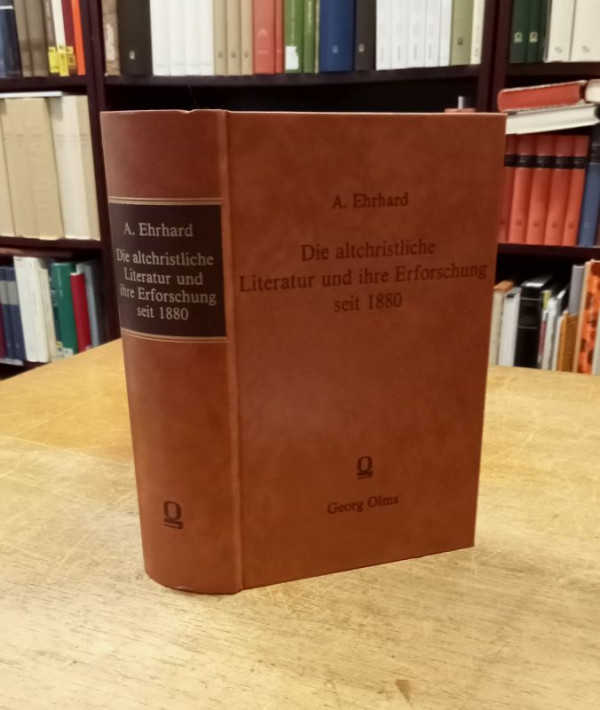 A. Ehrhard
Die altchristliche
Literatur und
ihre Erforschung
seit 1880
A. Ehrhard
Die altchristliche
Literatur und ihre Erforschung
seit 1880
Georg Olms